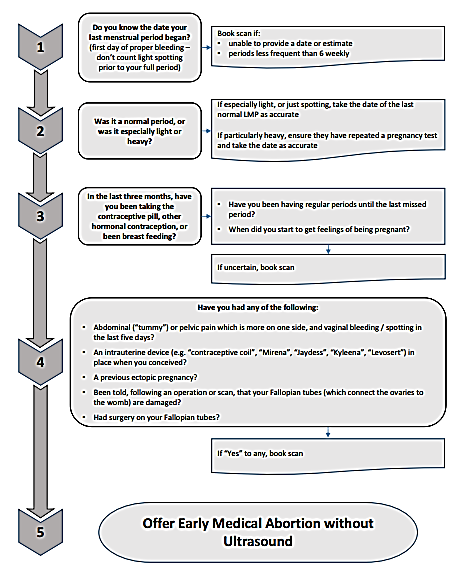 1
Do you know the date your
last menstrual period began?
(first day of proper bleeding –
don't count light spotting
prior to your full period)
Book scan if:
• unable to provide a date or estimate
• periods less frequent than 6 weekly
2
Was it a normal period, or
was it especially light or
heavy?
If especially light, or just spotting, take the date of the last
normal LMP as accurate
If particularly heavy, ensure they have repeated a pregnancy test
and take the date as accurate
3
In the last three months, have
you been taking the
contraceptive pill, other
hormonal contraception, or
been breast feeding?
• Have you been having regular periods until the last missed
period?
• When did you start to get feelings of being pregnant?
If uncertain, book scan
4
Have you had any of the following:
• Abdominal ("tummy") or pelvic pain which is more on one side, and vaginal bleeding / spotting in
the last five days?
• An intrauterine device (e.g. "contraceptive coil", "Mirena", "Jaydess", "Kyleena", "Levosert") in
place when you conceived?
• A previous ectopic pregnancy?
• Been told, following an operation or scan, that your Fallopian tubes (which connect the ovaries to
the womb) are damaged?
• Had surgery on your Fallopian tubes?
If "Yes" to any, book scan
5
Offer Early Medical Abortion without
Ultrasound